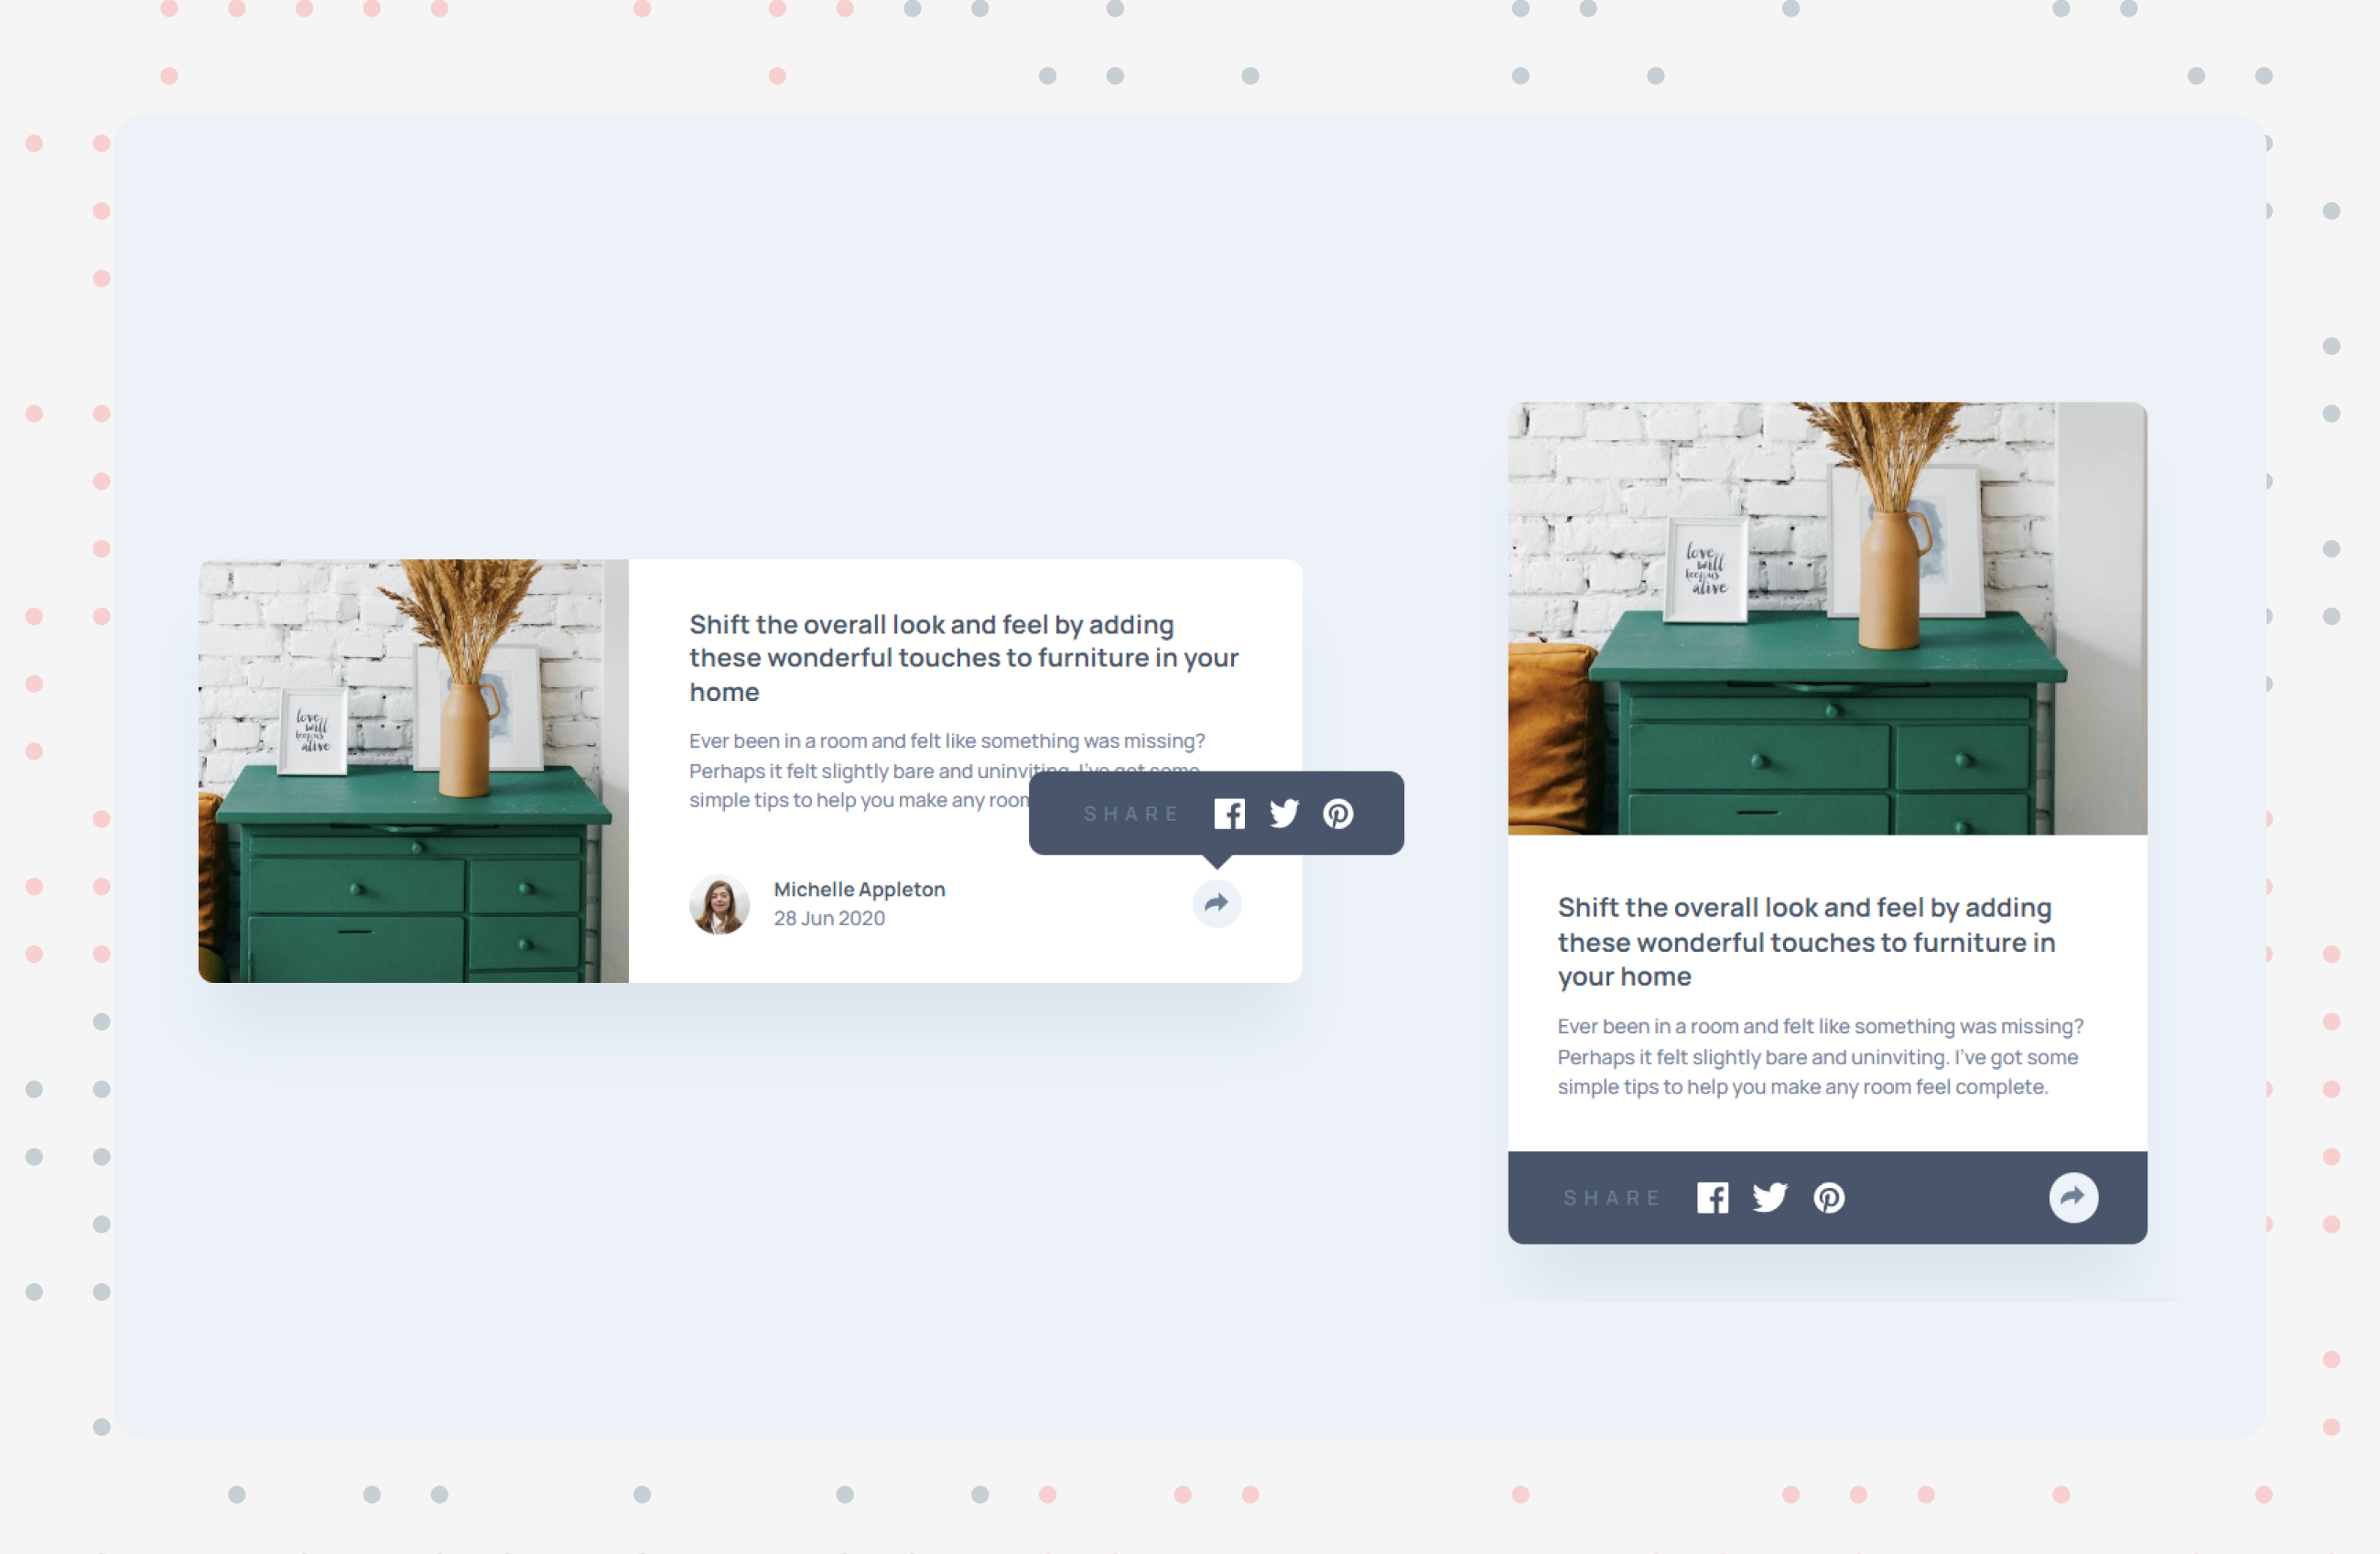 love
will
keep us
alive
Shift the overall look and feel by adding
these wonderful touches to furniture in your
home
Ever been in a room and felt like something was missing?
Perhaps it felt slightly bare and uninviting. I've got some
simple tips to help you make any room
SHARE
Michelle Appleton
28 Jun 2020
love
will
keep us
alive
Shift the overall look and feel by adding
these wonderful touches to furniture in
your home
Ever been in a room and felt like something was missing?
Perhaps it felt slightly bare and uninviting. I've got some
simple tips to help you make any room feel complete.
SHARE